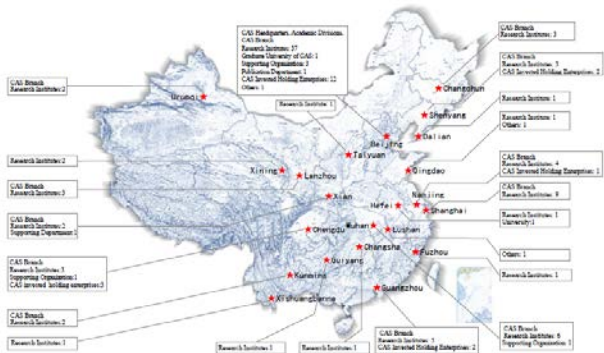 CAS Headquarters, Academic Divisions,
CAS Branch
Research Institutes: 37
Graduate University of CAS: 1
Supporting Organization: 3
Publication Department: 1
CAS Invested Holding Enterprises: 12
Others: 1
CAS Branch
Research Institutes: 3
CAS Branch
Research Institutes: 3
CAS Invested Holding Enterprises: 2
Research Institutes: 1
Research Institutes: 1
Others: 1
CAS Branch
Research Institutes: 4
CAS Invested Holding Enterprises: 1
CAS Branch
Research Institutes: 8
Research Institutes: 1
University: 1
Others: 1
Research Institutes: 1
CAS Branch
Research Institutes: 6
Supporting Organization: 1
CAS Branch
Research Institutes: 5
CAS Invested Holding Enterprises: 2
Research Institutes: 1
Research Institutes: 1
CAS Branch
Research Institutes: 2
Research Institutes: 2
CAS Branch
Research Institutes: 5
CAS Branch
Research Institutes: 2
Supporting Department: 1
CAS Branch
Research Institutes: 3
Supporting Organization: 1
CAS invested holding enterprises: 3
CAS Branch
Research Institutes: 2
Research Institutes: 1
Research Institute: 1
Urumqi
Changchun
Shenyang
Beijing
Dalian
Taiyuan
Xining
Lanzhou
Qingdao
Xian
Nanjing
Hefei
Shanghai
Chengdu
Wuhan
Lushan
Changsha
Fuzhou
Guiyang
Kunming
Xishuangbanna
Guangzhou